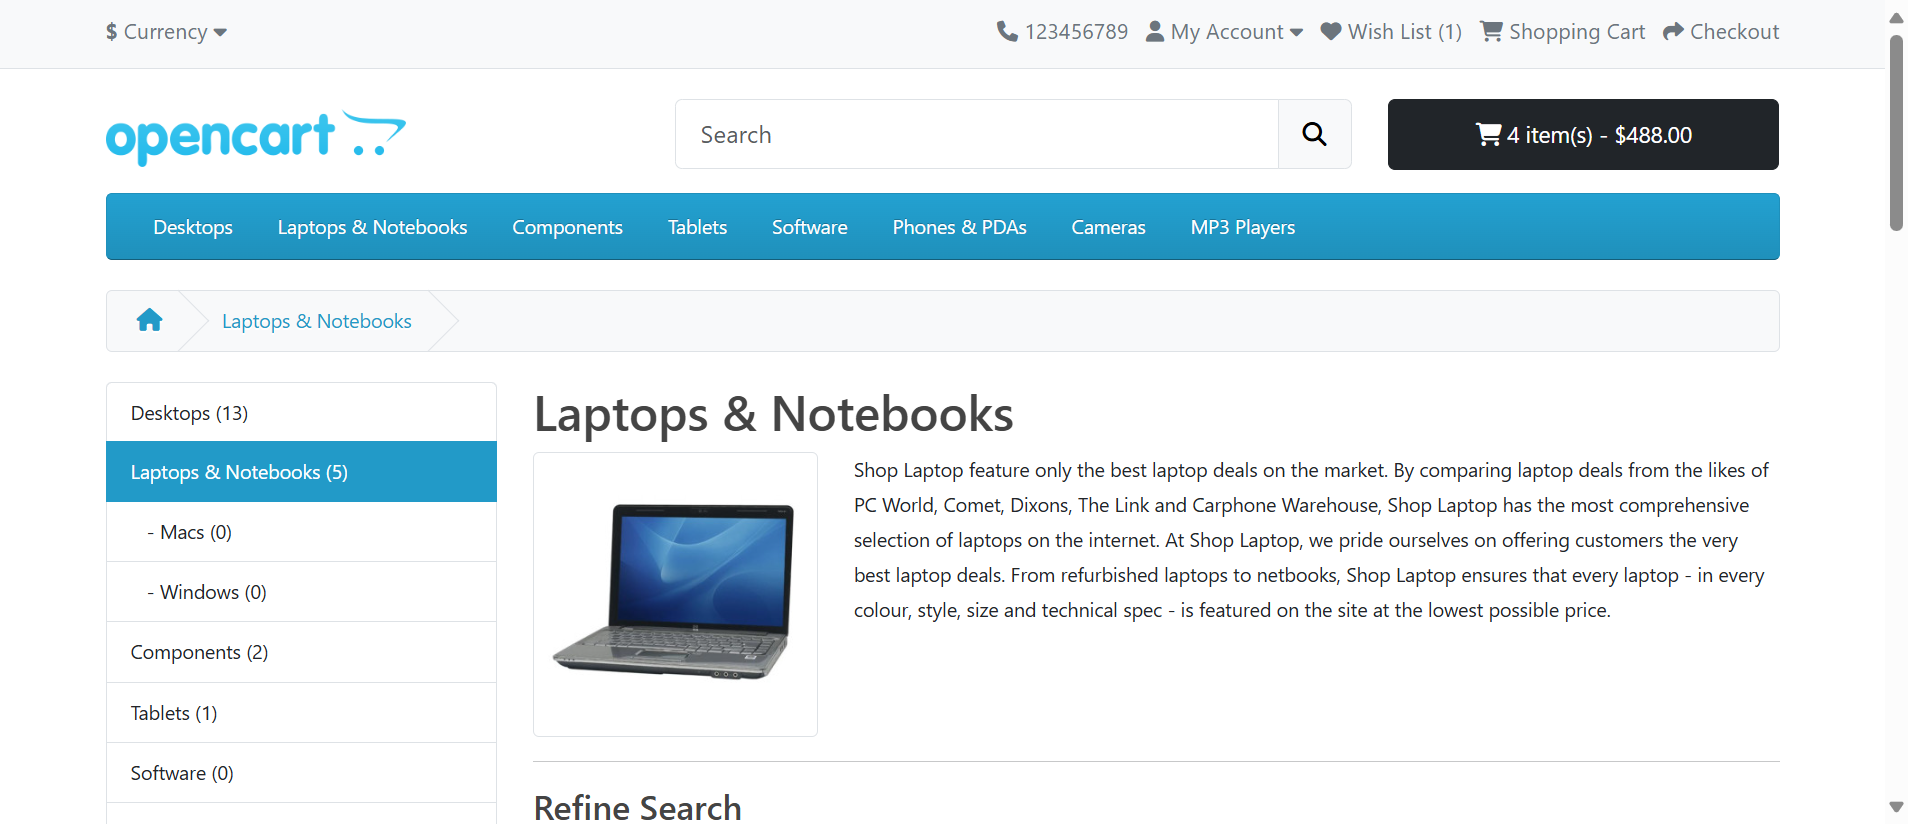 $ Currency
123456789 My Account Wish List (1) Shopping Cart Checkout
opencart
Search
4 item(s) - $488.00
Desktops Laptops & Notebooks Components Tablets Software Phones & PDAs Cameras MP3 Players
Laptops & Notebooks
Desktops (13)
Laptops & Notebooks (5)
- Macs (0)
- Windows (0)
Components (2)
Tablets (1)
Software (0)
Laptops & Notebooks
Shop Laptop feature only the best laptop deals on the market. By comparing laptop deals from the likes of
PC World, Comet, Dixons, The Link and Carphone Warehouse, Shop Laptop has the most comprehensive
selection of laptops on the internet. At Shop Laptop, we pride ourselves on offering customers the very
best laptop deals. From refurbished laptops to netbooks, Shop Laptop ensures that every laptop - in every
colour, style, size and technical spec - is featured on the site at the lowest possible price.
Refine Search